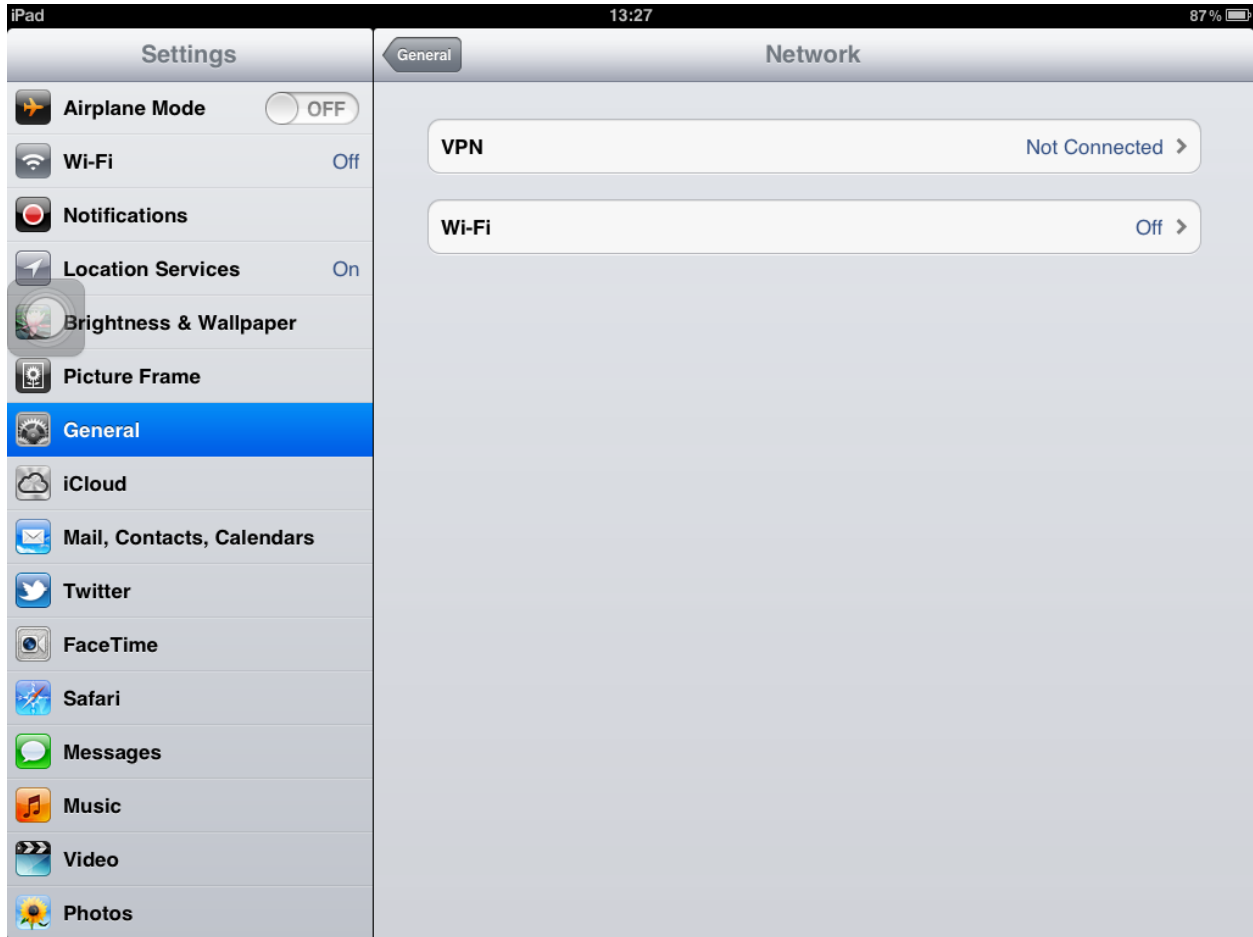 iPad 13:27 87%
Settings
Airplane Mode OFF
Wi-Fi Off
Notifications
Location Services On
Brightness & Wallpaper
Picture Frame
General
iCloud
Mail, Contacts, Calendars
Twitter
FaceTime
Safari
Messages
Music
Video
Photos
General Network
VPN Not Connected
Wi-Fi Off